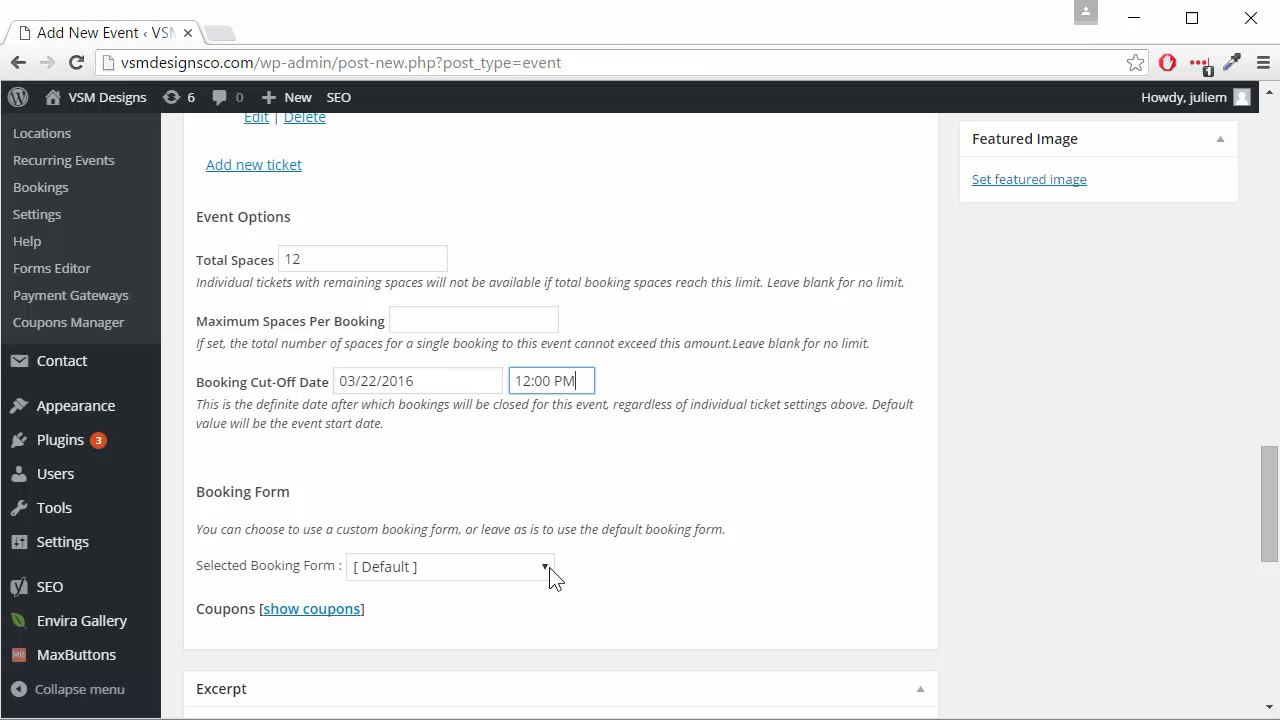 Add New Event ‹ VSM
vsmdesignsco.com/wp-admin/post-new.php?post_type=event
1
VSM Designs 6 0 New SEO Howdy, juliem
Locations
Recurring Events
Bookings
Settings
Help
Forms Editor
Payment Gateways
Coupons Manager
Contact
Appearance
Plugins 3
Users
Tools
Settings
SEO
Envira Gallery
MaxButtons
Collapse menu
Edit | Delete
Add new ticket
Event Options
Total Spaces 12
Individual tickets with remaining spaces will not be available if total booking spaces reach this limit. Leave blank for no limit.
Maximum Spaces Per Booking
If set, the total number of spaces for a single booking to this event cannot exceed this amount.Leave blank for no limit.
Booking Cut-Off Date 03/22/2016 12:00 PM
This is the definite date after which bookings will be closed for this event, regardless of individual ticket settings above. Default
value will be the event start date.
Booking Form
You can choose to use a custom booking form, or leave as is to use the default booking form.
Selected Booking Form : [ Default ]
Coupons [show coupons]
Excerpt
Featured Image
Set featured image